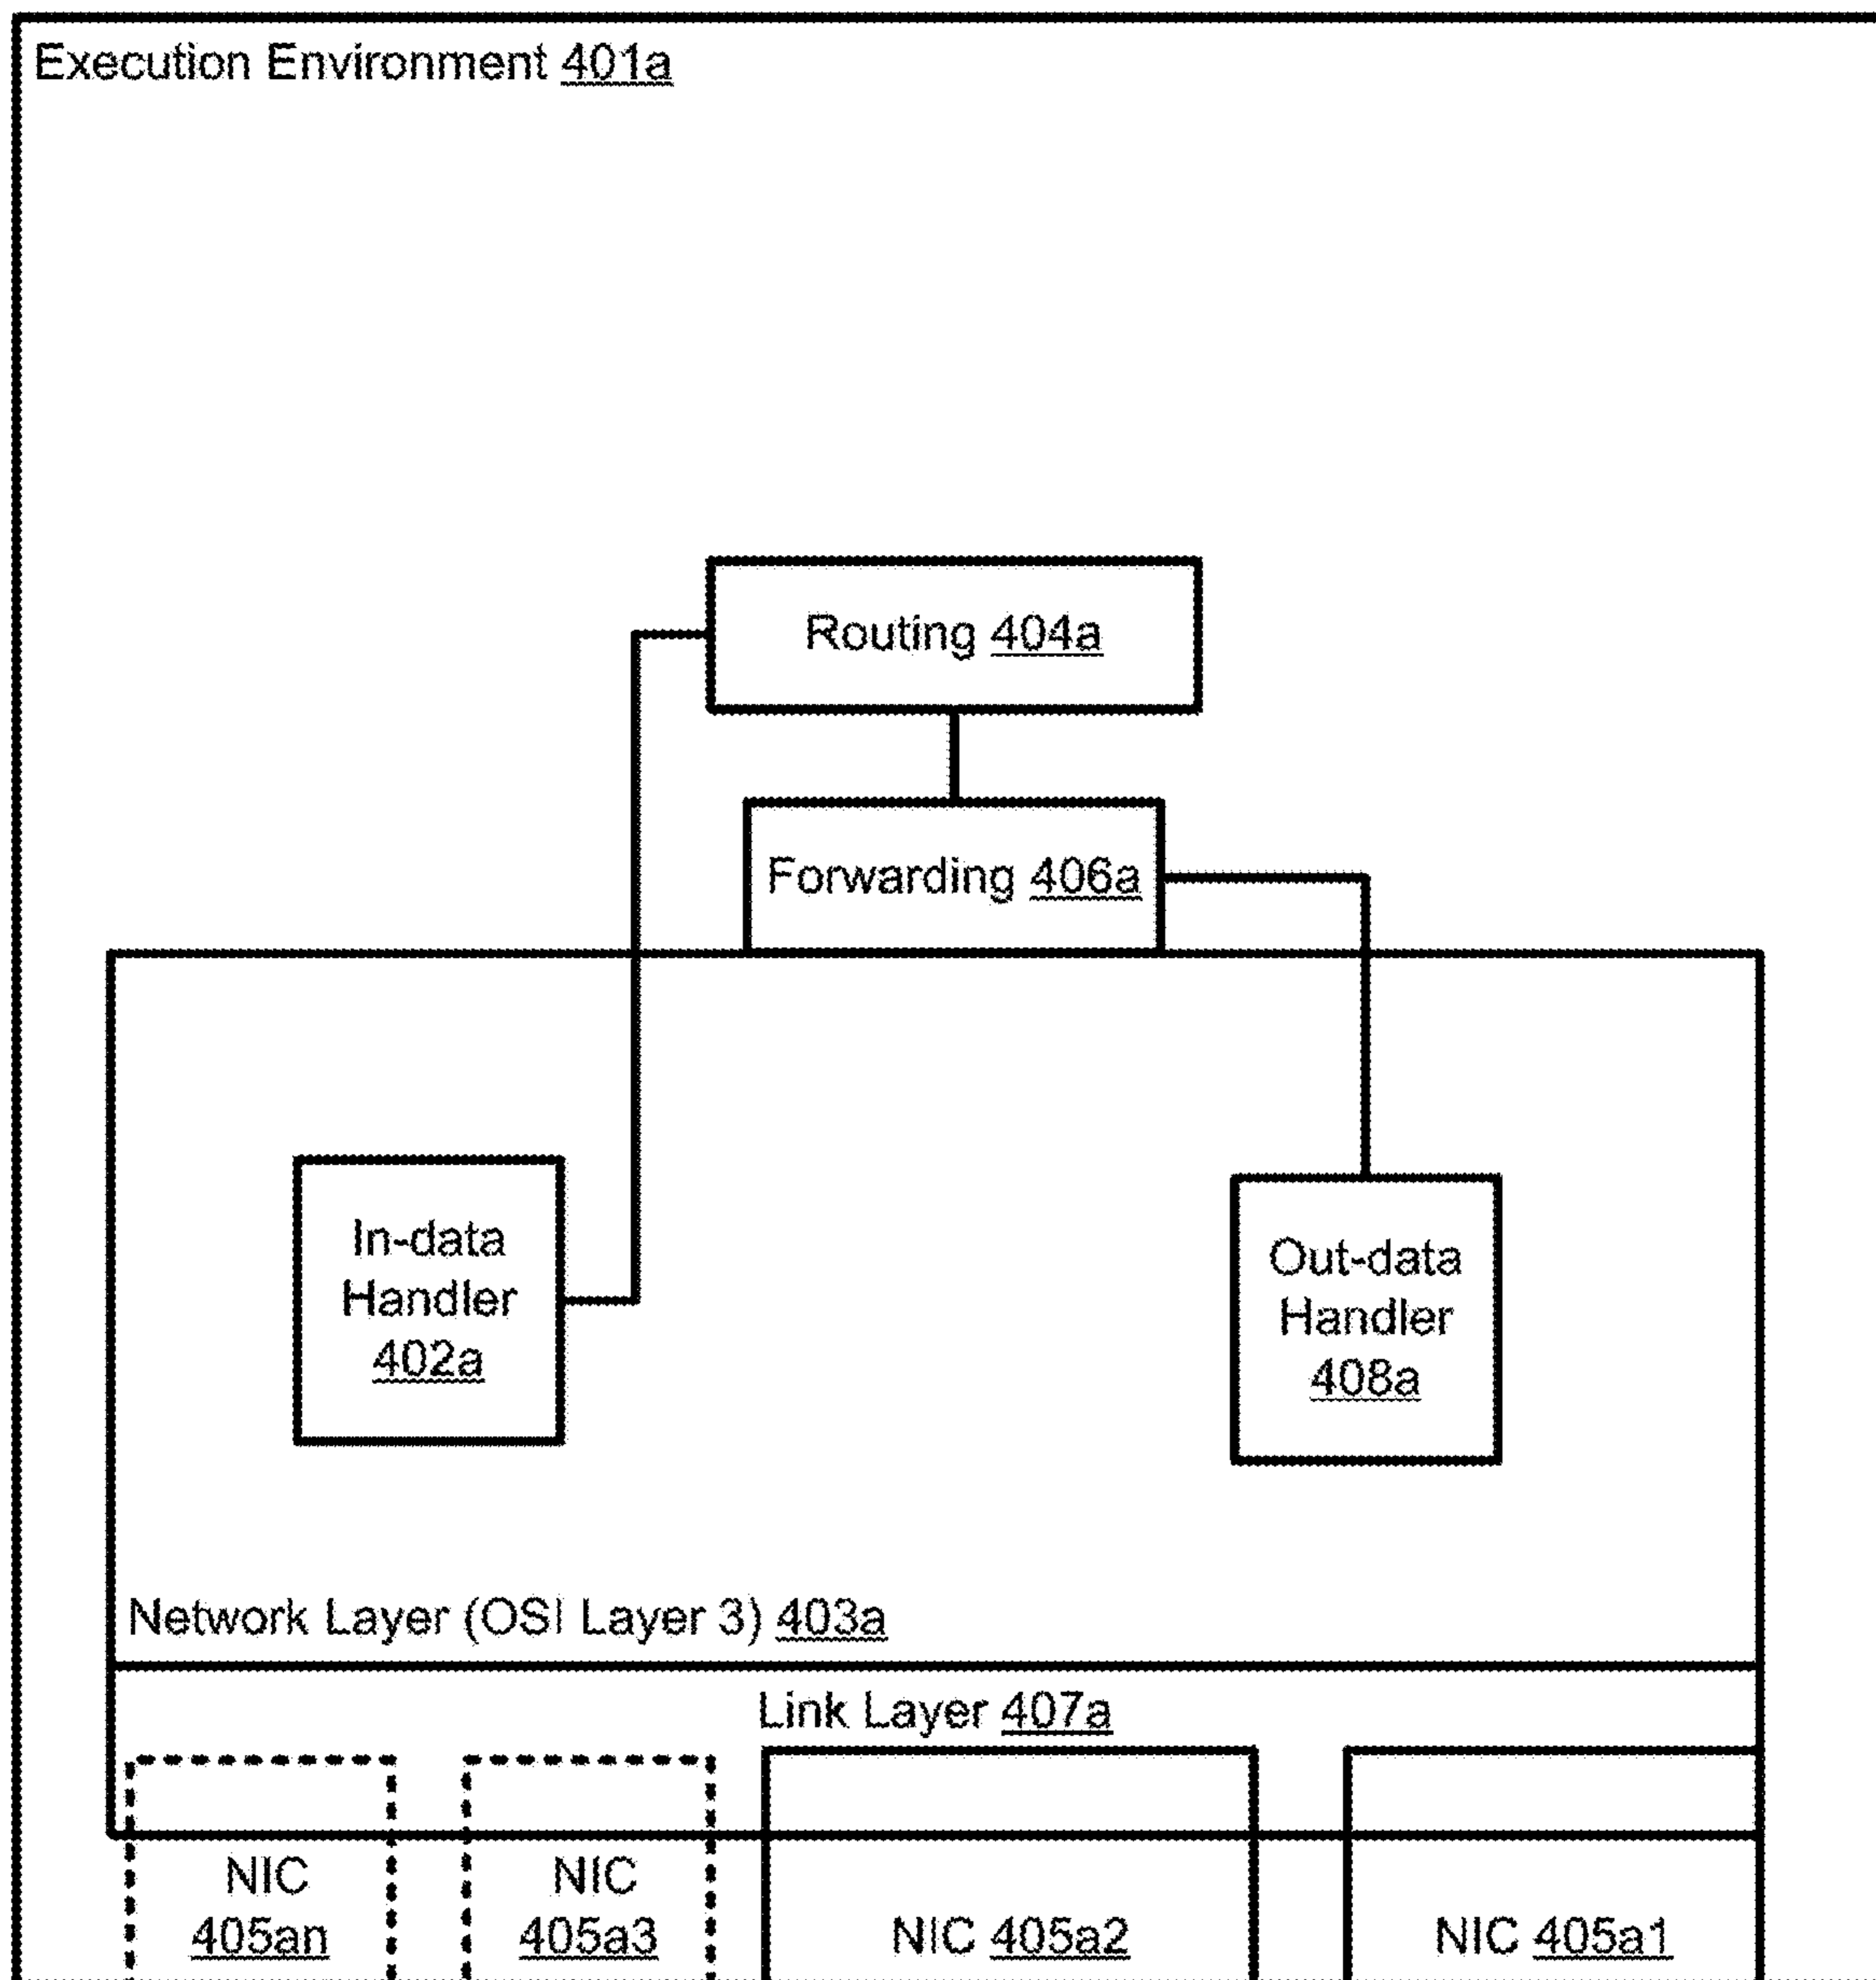 Execution Environment 401a
Routing 404a
Forwarding 406a
In-data
Handler
402a
Out-data
Handler
408a
Network Layer (OSI Layer 3) 403a
Link Layer 407a
NIC
405an
NIC
405a3
NIC 405a2
NIC 405a1